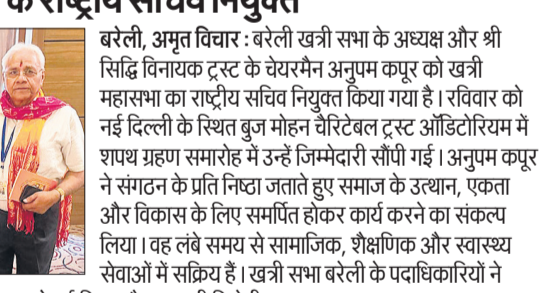 के राष्ट्रीय सचिव नियुक्त
बरेली, अमृत विचार : बरेली खत्री सभा के अध्यक्ष और श्री
सिद्धि विनायक ट्रस्ट के चेयरमैन अनुपम कपूर को खत्री
महासभा का राष्ट्रीय सचिव नियुक्त किया गया है। रविवार को
नई दिल्ली के स्थित बृज मोहन चैरिटेबल ट्रस्ट ऑडिटोरियम में
शपथ ग्रहण समारोह में उन्हें जिम्मेदारी सौंपी गई। अनुपम कपूर
ने संगठन के प्रति निष्ठा जताते हुए समाज के उत्थान, एकता
और विकास के लिए समर्पित होकर कार्य करने का संकल्प
लिया। वह लंबे समय से सामाजिक, शैक्षणिक और स्वास्थ्य
सेवाओं में सक्रिय हैं। खत्री सभा बरेली के पदाधिकारियों ने